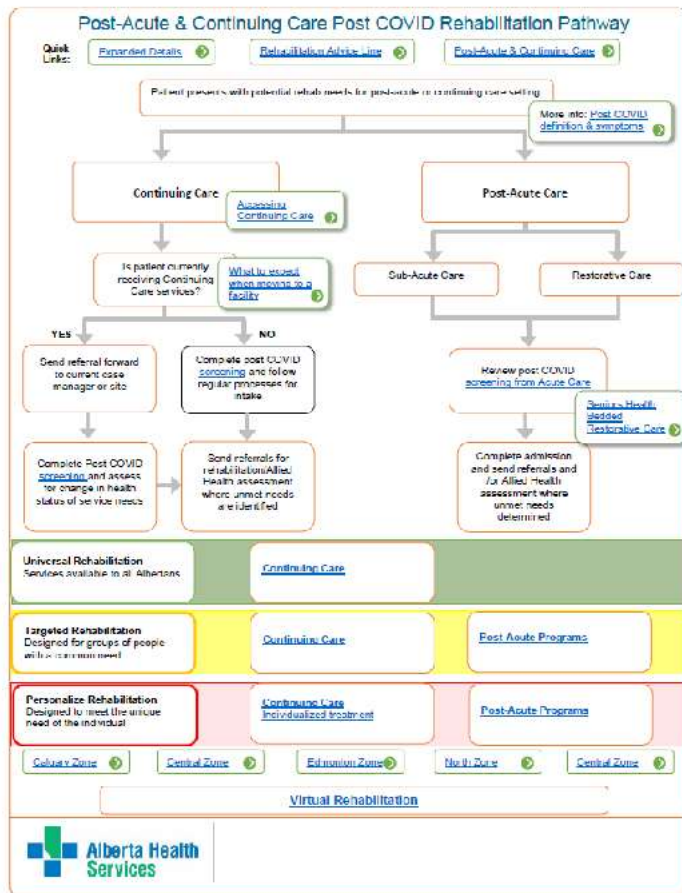 Post-Acute & Continuing Care Post COVID Rehabilitation Pathway
Quick
Links:
Expanded Details
Rehabilitation Advice Line
Post-Acute & Continuing Care
Patient presents with potential rehab needs for post-acute or continuing care setting
More info: Post COVID
definition & symptoms
Continuing Care
Accessing
Continuing Care
Post-Acute Care
Is patient currently
receiving Continuing
Care services?
What to expect
when moving to a
facility
Sub-Acute Care
Restorative Care
YES
NO
Send referral forward
to current case
manager or site
Complete post COVID
screening and follow
regular processes for
intake
Review post COVID
screening from Acute Care
Seniors Health
Bedded
Restorative Care
Complete Post COVID
screening and assess
for change in health
status of service needs
Send referrals for
rehabilitation/Allied
Health assessment
where unmet needs
are identified
Complete admission
and send referrals and
/or Allied Health
assessment where
unmet needs
determined
Universal Rehabilitation
Services available to all Albertans
Continuing Care
Targeted Rehabilitation
Designed for groups of people
with a common need
Continuing Care
Post Acute Programs
Personalize Rehabilitation
Designed to meet the unique
need of the individual
Continuing Care
Individualized treatment
Post-Acute Programs
Calgary Zone
Central Zone
Edmonton Zone
North Zone
Central Zone
Virtual Rehabilitation
Alberta Health
Services